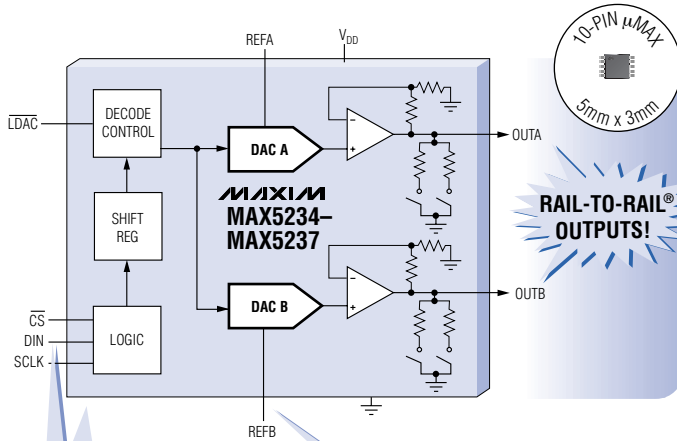 REFA
V_DD
10-PIN µMAX
5mm x 3mm
LDAC
DECODE
CONTROL
DAC A
−
+
OUTA
MAXIM
MAX5234–
MAX5237
RAIL-TO-RAIL®
OUTPUTS!
SHIFT
REG
CS
DIN
SCLK
LOGIC
DAC B
−
+
OUTB
REFB